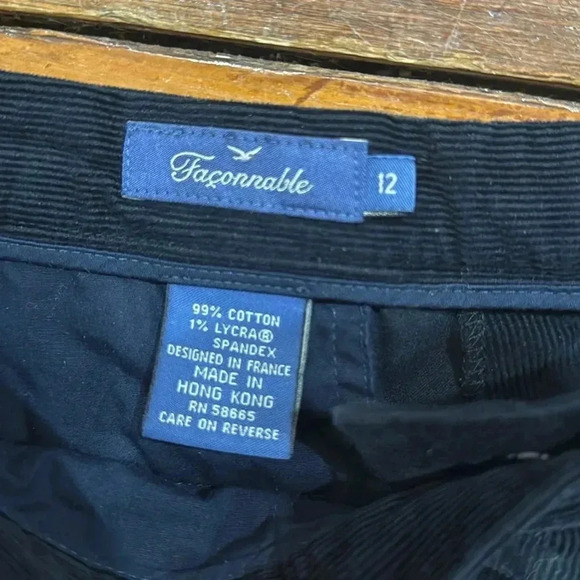 Façonnable
12
99% COTTON
1% LYCRA®
SPANDEX
DESIGNED IN FRANCE
MADE IN
HONG KONG
RN 58665
CARE ON REVERSE